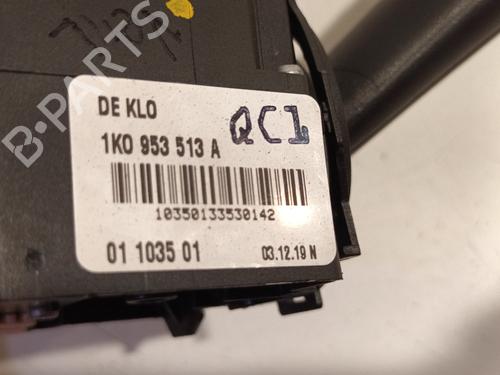 B-PARTS
DE KLO
QC1
1K0 953 513 A
10350133530142
01 1035 01
03.12.19 N